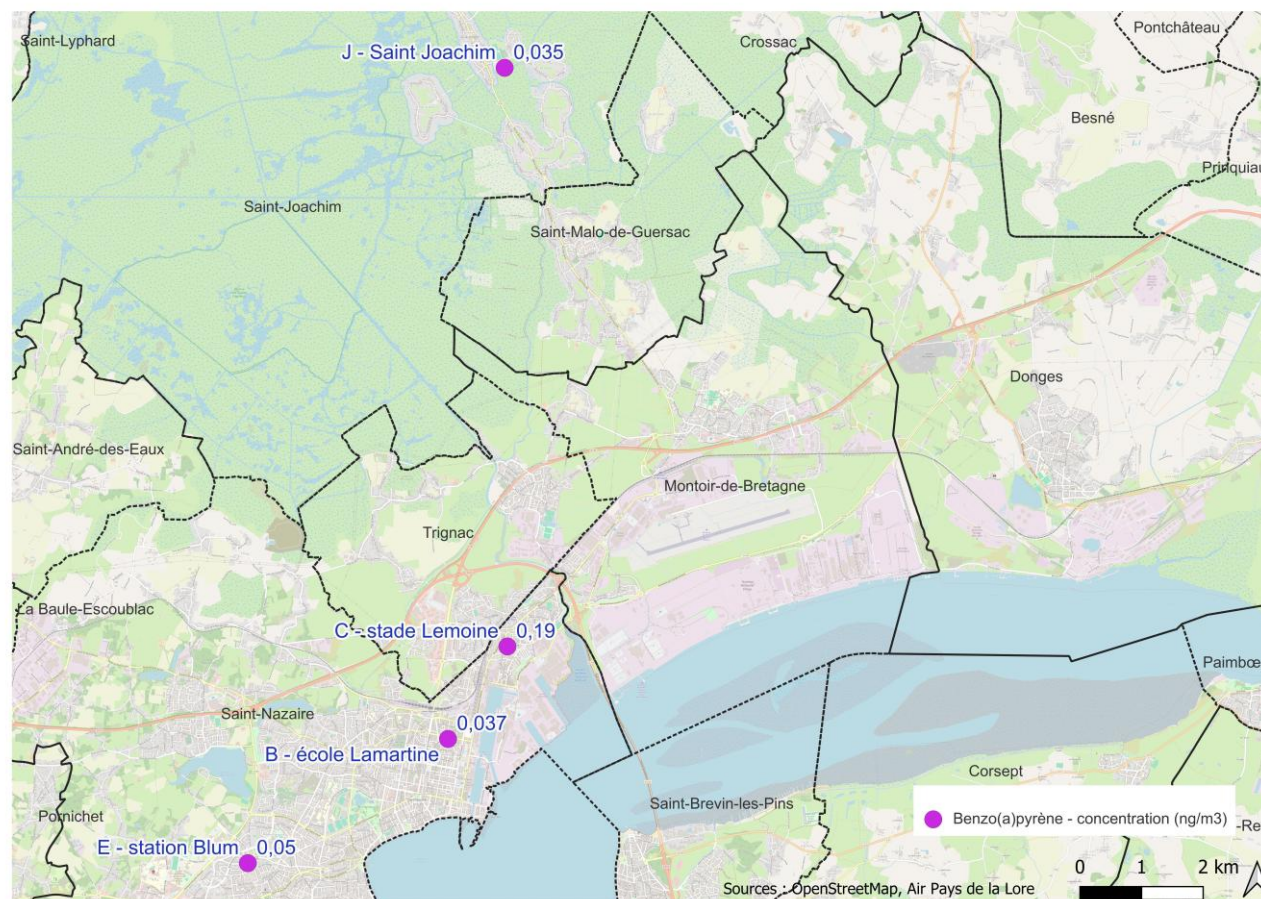 Saint-Lyphard
Crossac
Pontchâteau
J - Saint Joachim 0,035
Besné
Prinquiau
Saint-Joachim
Saint-Malo-de-Guersac
Donges
Saint-André-des-Eaux
Montoir-de-Bretagne
Trignac
La Baule-Escoublac
C - stade Lemoine 0,19
Paimbœ
Saint-Nazaire
0,037
B - école Lamartine
Corsept
Saint-Brevin-les-Pins
Pornichet
Benzo(a)pyrène - concentration (ng/m3)
-Re
E - station Blum 0,05
0 1 2 km
Sources : OpenStreetMap, Air Pays de la Lore